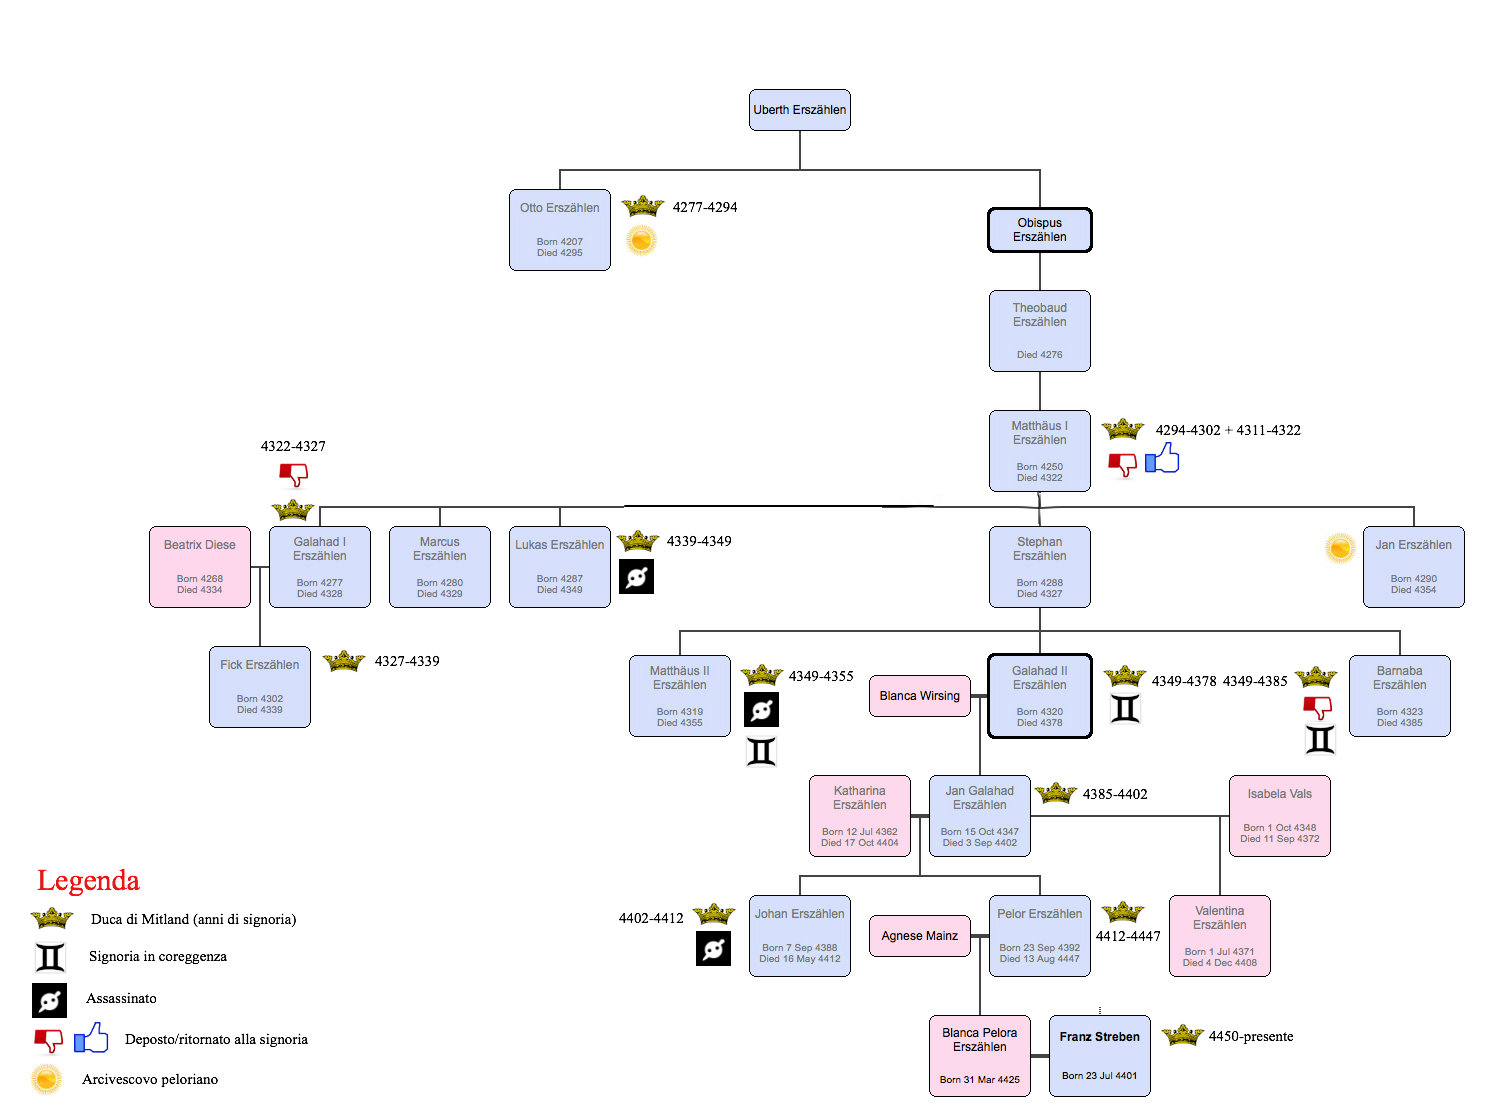 Uberth Erszählen
Otto Erszählen
Born 4207
Died 4295
4277-4294
Obispus
Erszählen
Theobaud
Erszählen
Died 4276
Matthäus I
Erszählen
Born 4250
Died 4322
4294-4302 + 4311-4322
4322-4327
Beatrix Diese
Born 4268
Died 4334
Galahad I
Erszählen
Born 4277
Died 4328
Marcus
Erszählen
Born 4280
Died 4329
Lukas Erszählen
Born 4287
Died 4349
4339-4349
Stephan
Erszählen
Born 4288
Died 4327
Jan Erszählen
Born 4290
Died 4354
Fick Erszählen
Born 4302
Died 4339
4327-4339
Matthäus II
Erszählen
Born 4319
Died 4355
4349-4355
Blanca Wirsing
Galahad II
Erszählen
Born 4320
Died 4378
4349-4378
4349-4385
Barnaba
Erszählen
Born 4323
Died 4385
Katharina
Erszählen
Born 12 Jul 4362
Died 17 Oct 4404
Jan Galahad
Erszählen
Born 15 Oct 4347
Died 3 Sep 4402
4385-4402
Isabela Vals
Born 1 Oct 4348
Died 11 Sep 4372
4402-4412
Johan Erszählen
Born 7 Sep 4388
Died 16 May 4412
Agnese Mainz
Pelor Erszählen
Born 23 Sep 4392
Died 13 Aug 4447
4412-4447
Valentina
Erszählen
Born 1 Jul 4371
Died 4 Dec 4408
Blanca Pelora
Erszählen
Born 31 Mar 4425
Franz Streben
Born 23 Jul 4401
4450-presente
Legenda
Duca di Mitland (anni di signoria)
Signoria in coreggenza
Assassinato
Deposto/ritornato alla signoria
Arcivescovo peloriano